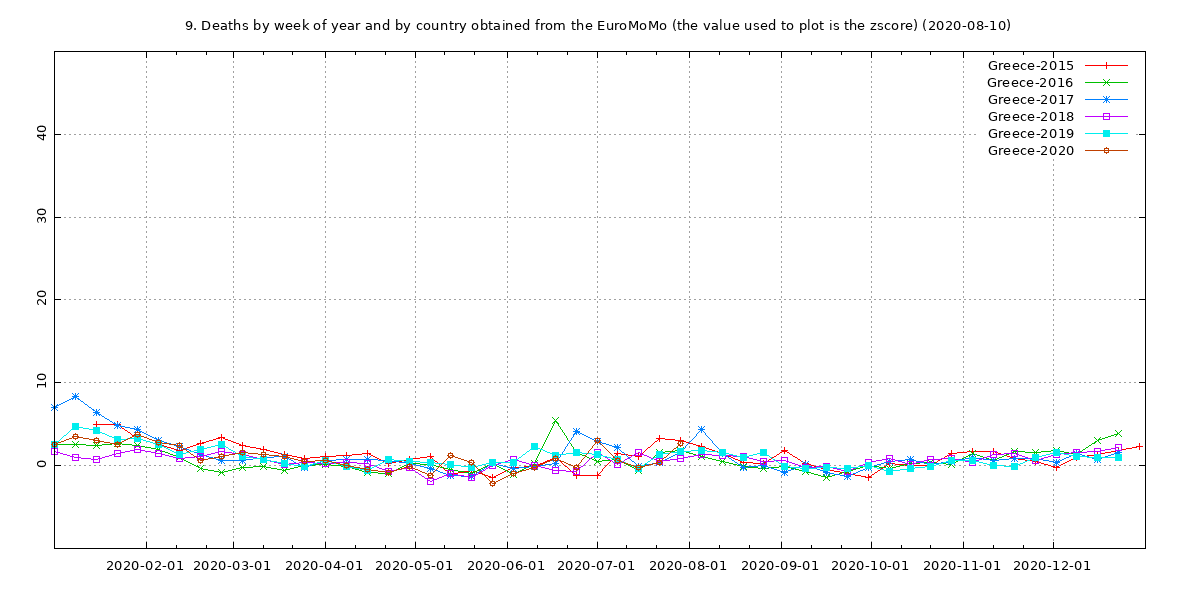 9. Deaths by week of year and by country obtained from the EuroMoMo (the value used to plot is the zscore) (2020-08-10)
Greece-2015
Greece-2016
Greece-2017
Greece-2018
Greece-2019
Greece-2020
40
30
20
10
0
2020-02-01 2020-03-01 2020-04-01 2020-05-01 2020-06-01 2020-07-01 2020-08-01 2020-09-01 2020-10-01 2020-11-01 2020-12-01